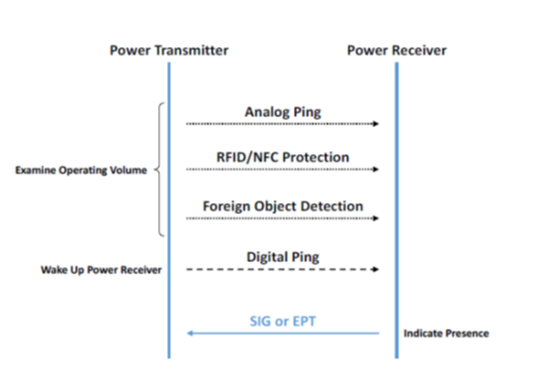 Power Transmitter
Power Receiver
Analog Ping
RFID/NFC Protection
Examine Operating Volume
Foreign Object Detection
Digital Ping
Wake Up Power Receiver
SIG or EPT
Indicate Presence